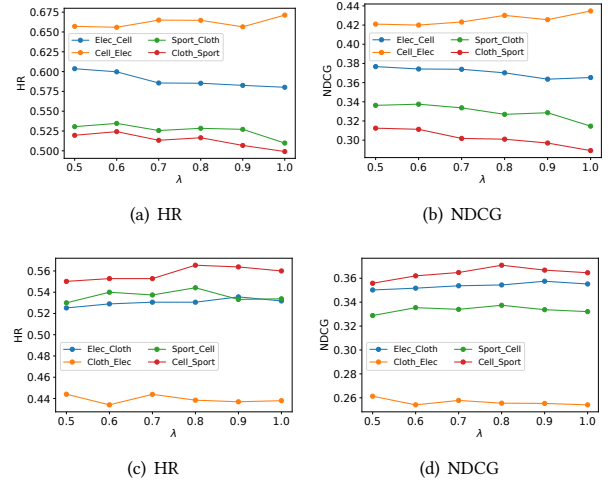 0.675
0.650
0.625
0.600
0.575
0.550
0.525
0.500
HR
Elec_Cell
Cell_Elec
Sport_Cloth
Cloth_Sport
0.5 0.6 0.7 0.8 0.9 1.0
λ
(a) HR
0.44
0.42
0.40
0.38
0.36
0.34
0.32
0.30
NDCG
Elec_Cell
Cell_Elec
Sport_Cloth
Cloth_Sport
0.5 0.6 0.7 0.8 0.9 1.0
λ
(b) NDCG
0.56
0.54
0.52
0.50
0.48
0.46
0.44
HR
Elec_Cloth
Cloth_Elec
Sport_Cell
Cell_Sport
0.5 0.6 0.7 0.8 0.9 1.0
λ
(c) HR
0.36
0.34
0.32
0.30
0.28
0.26
NDCG
Elec_Cloth
Cloth_Elec
Sport_Cell
Cell_Sport
0.5 0.6 0.7 0.8 0.9 1.0
λ
(d) NDCG